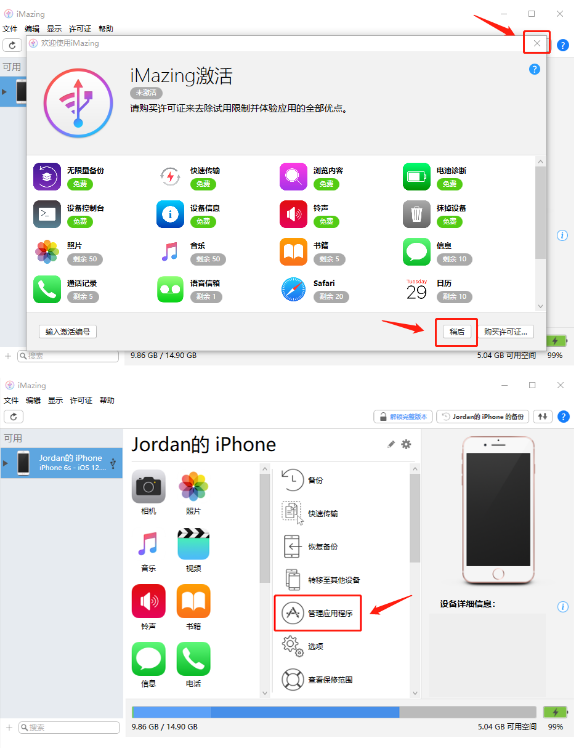 iMazing
文件 编辑 显示 许可证 帮助
可用
欢迎使用iMazing
iMazing激活
未激活
请购买许可证来去除试用限制并体验应用的全部优点。
无限量备份 免费
快速传输 免费
浏览内容 免费
电池诊断 免费
设备控制台 免费
设备信息 免费
铃声 免费
抹掉设备 免费
照片 剩余 50
音乐 剩余 50
书籍 剩余 5
信息 剩余 10
通话记录 剩余 5
语音信箱 剩余 1
Safari 剩余 20
Tuesday 29 日历 剩余 10
输入激活编号
稍后
购买许可证...
搜索
9.86 GB / 14.90 GB
5.04 GB 可用空间
99%
iMazing
文件 编辑 显示 许可证 帮助
解锁完整版本
Jordan的 iPhone 的备份
可用
Jordan的 iPhone
iPhone 6s - iOS 12...
Jordan的 iPhone
相机
照片
音乐
视频
铃声
书籍
信息
电话
备份
快速传输
恢复备份
转移至其他设备
管理应用程序
选项
查看保修范围
设备详细信息：
搜索
9.86 GB / 14.90 GB
5.04 GB 可用空间
99%